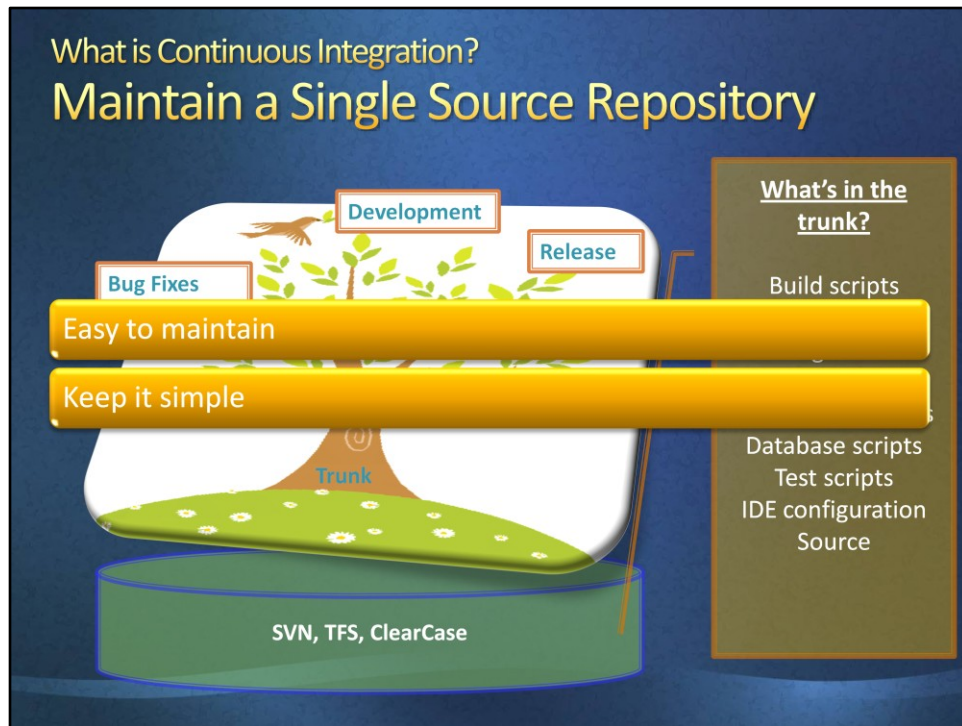 What is Continuous Integration?
Maintain a Single Source Repository
Development
Release
Bug Fixes
Easy to maintain
Keep it simple
Trunk
SVN, TFS, ClearCase
What's in the
trunk?
Build scripts
Database scripts
Test scripts
IDE configuration
Source